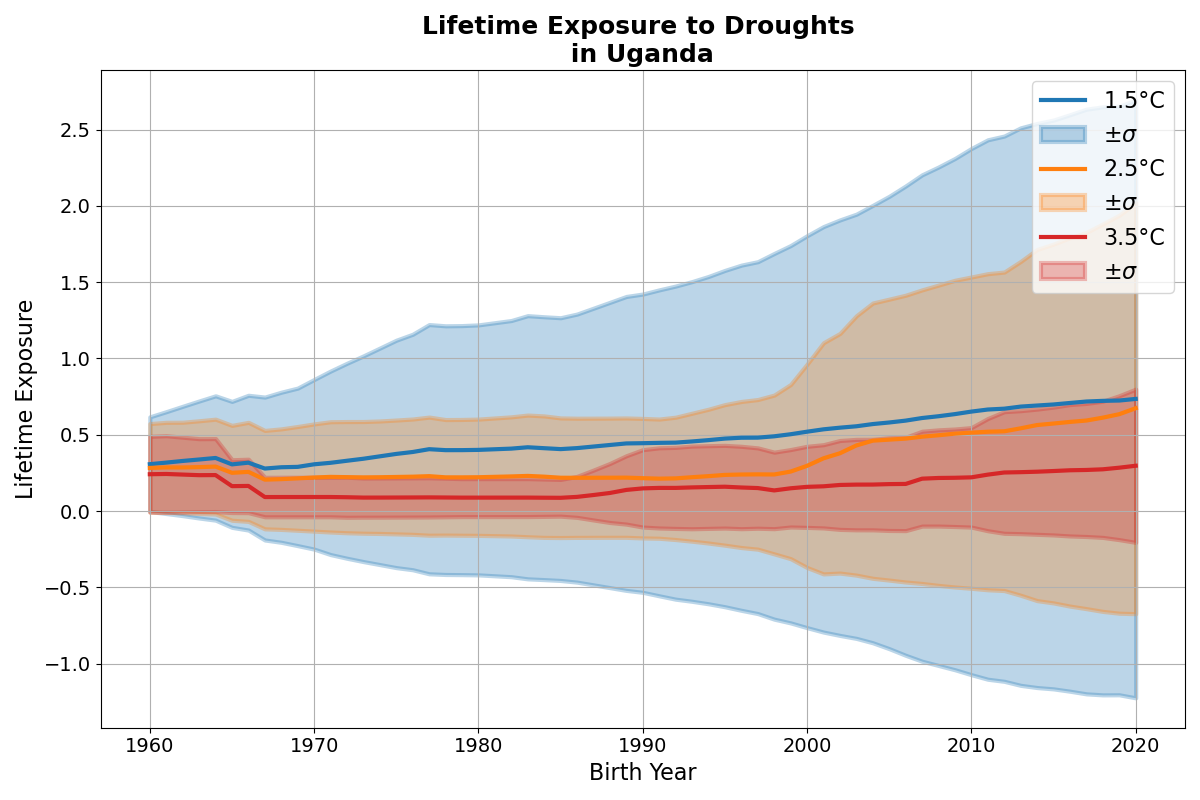 Lifetime Exposure to Droughts
in Uganda
Lifetime Exposure
2.5
2.0
1.5
1.0
0.5
0.0
−0.5
−1.0
1.5°C
±σ
2.5°C
±σ
3.5°C
±σ
1960 1970 1980 1990 2000 2010 2020
Birth Year